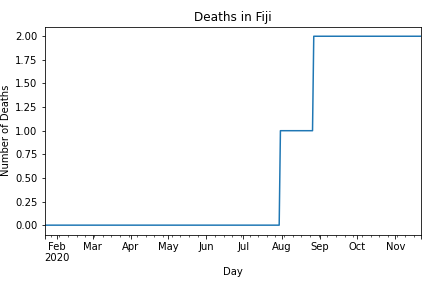 Deaths in Fiji
2.00
1.75
1.50
1.25
1.00
0.75
0.50
0.25
0.00
Number of Deaths
Feb Mar Apr May Jun Jul Aug Sep Oct Nov
2020
Day